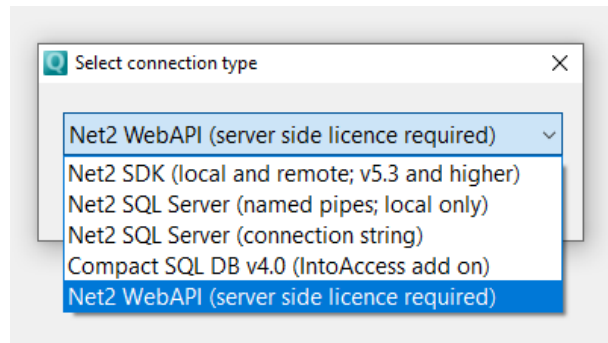 Select connection type
Net2 WebAPI (server side licence required)
Net2 SDK (local and remote; v5.3 and higher)
Net2 SQL Server (named pipes; local only)
Net2 SQL Server (connection string)
Compact SQL DB v4.0 (IntoAccess add on)
Net2 WebAPI (server side licence required)